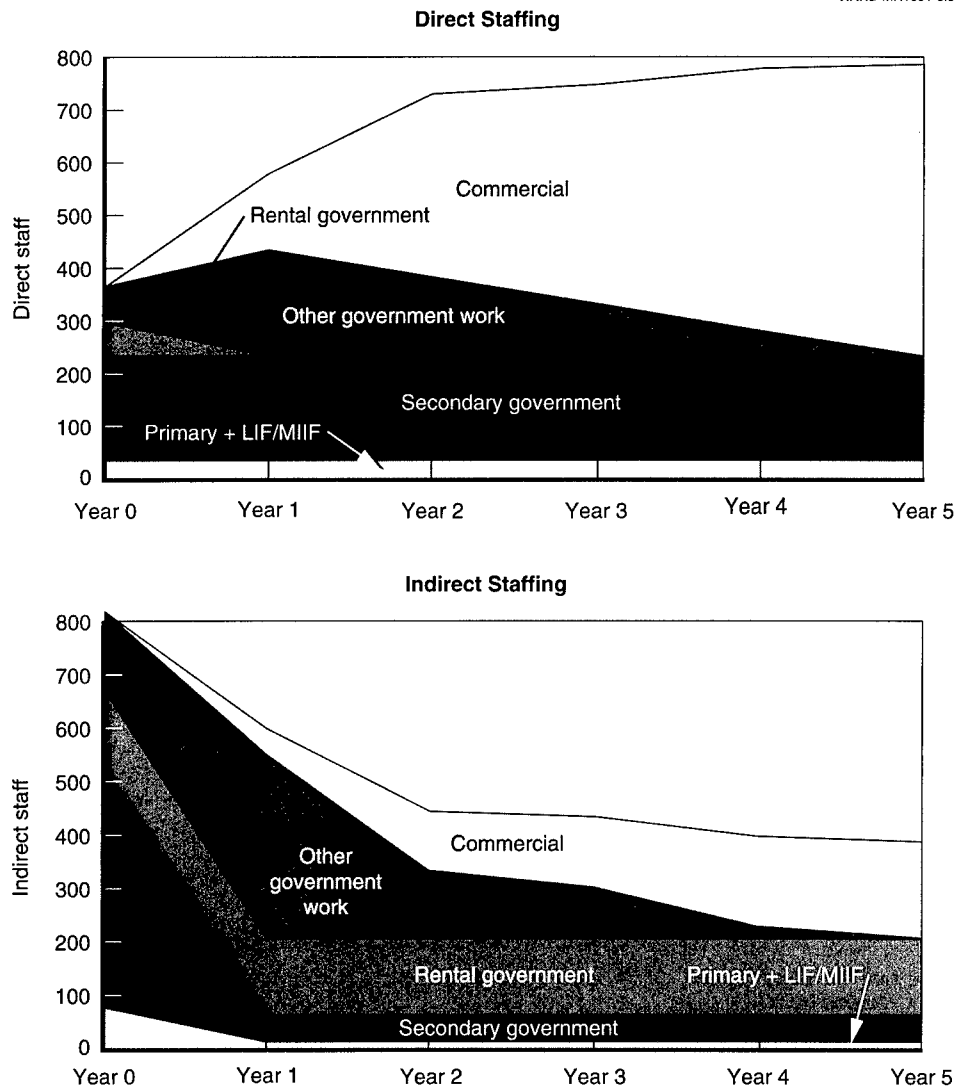 Direct Staffing
800
700
600
500
400
300
200
100
0
Direct staff
Commercial
Rental government
Other government work
Secondary government
Primary + LIF/MIIF
Year 0 Year 1 Year 2 Year 3 Year 4 Year 5
Indirect Staffing
800
700
600
500
400
300
200
100
0
Indirect staff
Commercial
Other
government
work
Rental government
Primary + LIF/MIIF
Secondary government
Year 0 Year 1 Year 2 Year 3 Year 4 Year 5